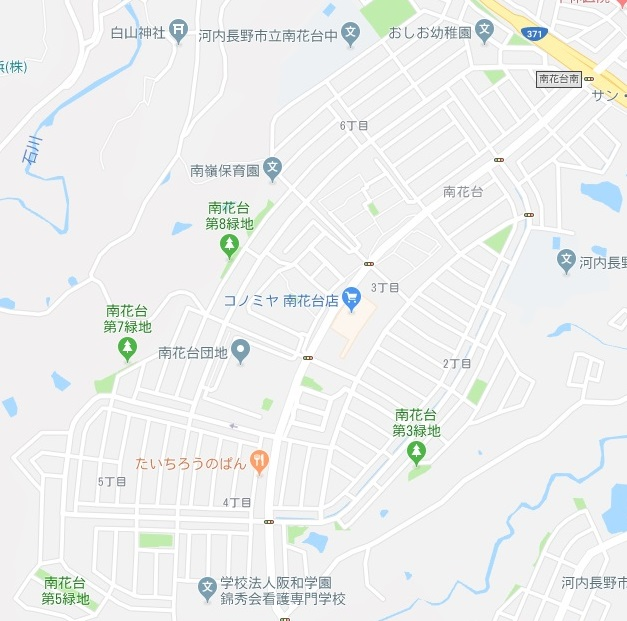 白山神社
河内長野市立南花台中
おしお幼稚園
371
南花台南
サン・
浜(株)
石川
6丁目
南嶺保育園
南花台
南花台
第8緑地
3丁目
コノミヤ 南花台店
河内長野
南花台
第7緑地
南花台団地
2丁目
南花台
第3緑地
たいちろうのぱん
5丁目
4丁目
南花台
第5緑地
学校法人阪和学園
錦秀会看護専門学校
河内長野市